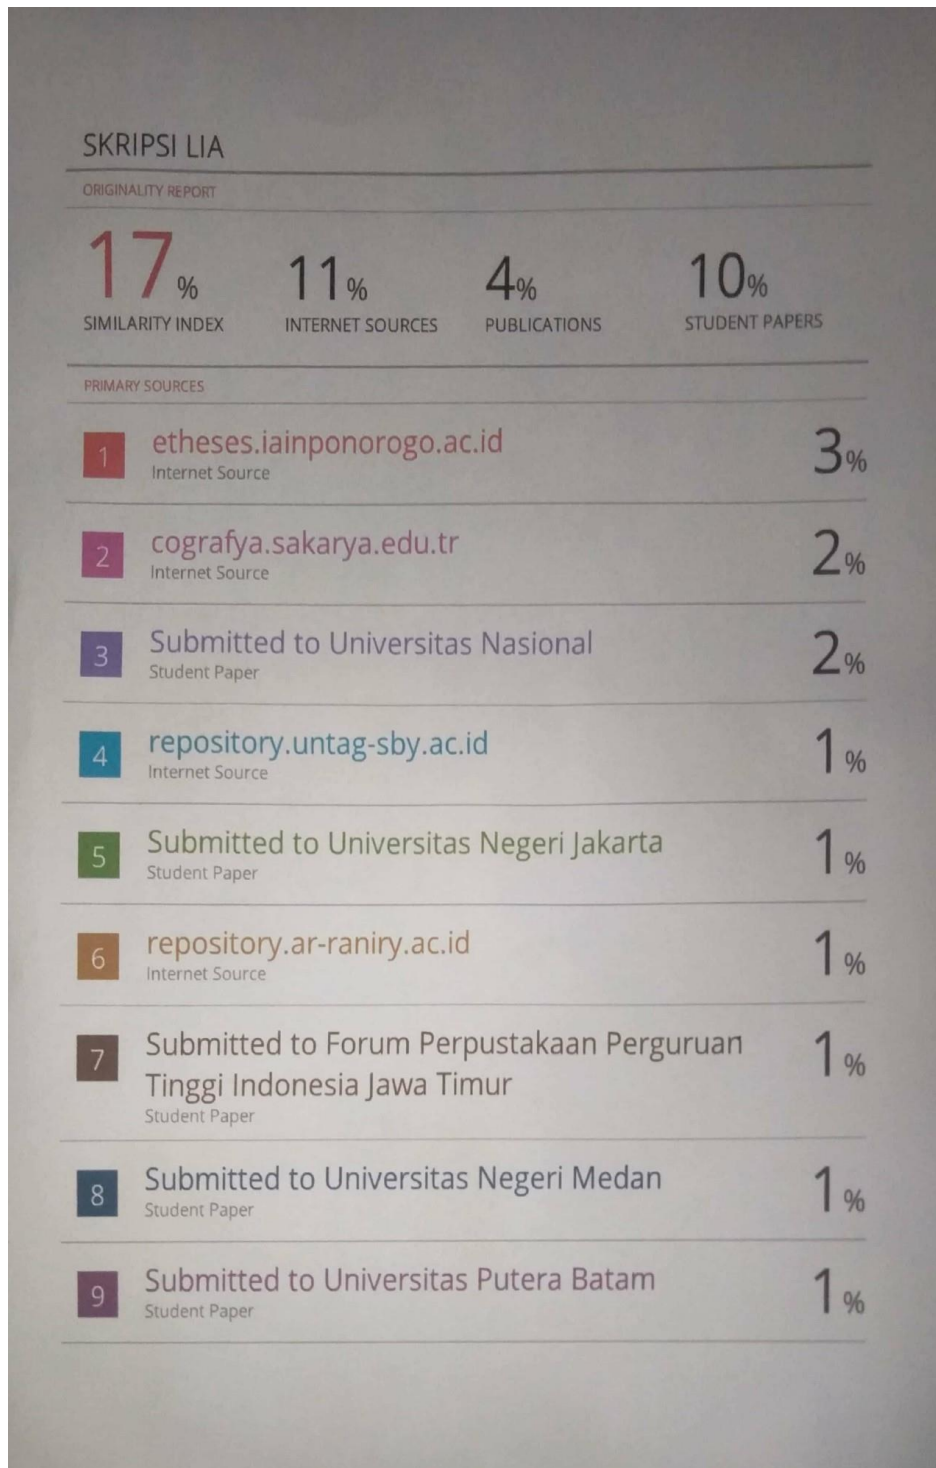 SKRIPSI LIA
ORIGINALITY REPORT
17% 11% 4% 10%
SIMILARITY INDEX INTERNET SOURCES PUBLICATIONS STUDENT PAPERS
PRIMARY SOURCES
1 etheses.iainponorogo.ac.id 3%
Internet Source
2 cografya.sakarya.edu.tr 2%
Internet Source
3 Submitted to Universitas Nasional 2%
Student Paper
4 repository.untag-sby.ac.id 1%
Internet Source
5 Submitted to Universitas Negeri Jakarta 1%
Student Paper
6 repository.ar-raniry.ac.id 1%
Internet Source
7 Submitted to Forum Perpustakaan Perguruan 1%
Tinggi Indonesia Jawa Timur
Student Paper
8 Submitted to Universitas Negeri Medan 1%
Student Paper
9 Submitted to Universitas Putera Batam 1%
Student Paper